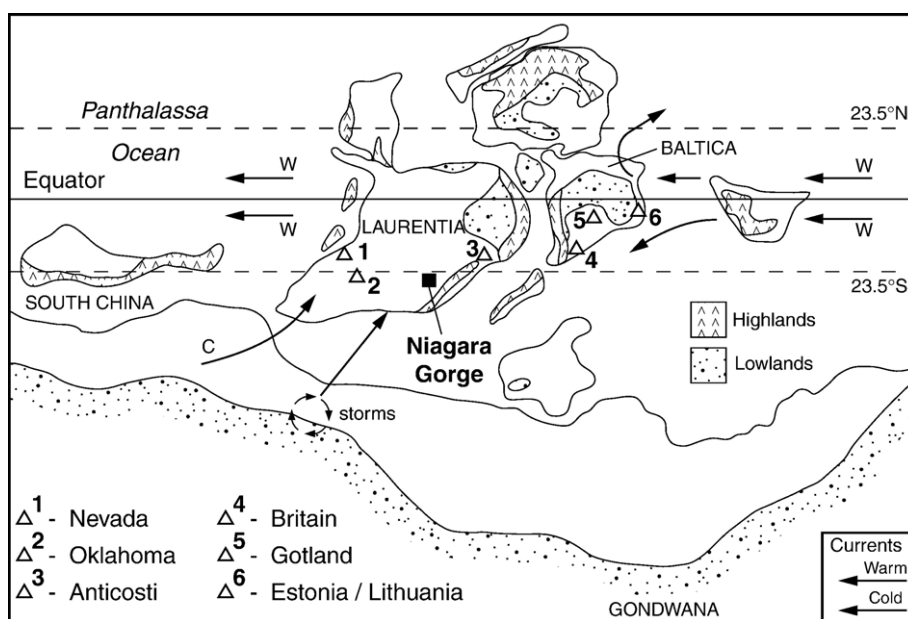 Panthalassa
23.5°N
Ocean
BALTICA
W
W
Equator
W
W
LAURENTIA
5
6
1
3
4
2
SOUTH CHINA
23.5°S
Niagara
Gorge
Highlands
Lowlands
C
storms
1 - Nevada
2 - Oklahoma
3 - Anticosti
4 - Britain
5 - Gotland
6 - Estonia / Lithuania
GONDWANA
Currents
Warm
Cold